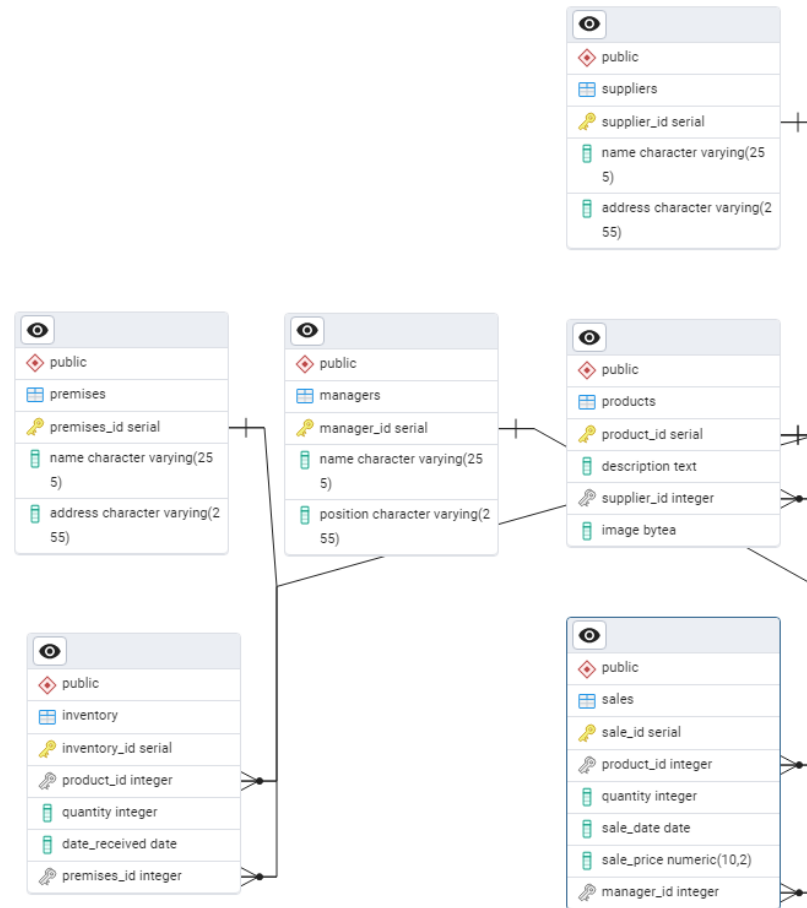 public
suppliers
supplier_id serial
name character varying(25
5)
address character varying(2
55)
public
premises
premises_id serial
name character varying(25
5)
address character varying(2
55)
public
managers
manager_id serial
name character varying(25
5)
position character varying(2
55)
public
products
product_id serial
description text
supplier_id integer
image bytea
public
inventory
inventory_id serial
product_id integer
quantity integer
date_received date
premises_id integer
public
sales
sale_id serial
product_id integer
quantity integer
sale_date date
sale_price numeric(10,2)
manager_id integer